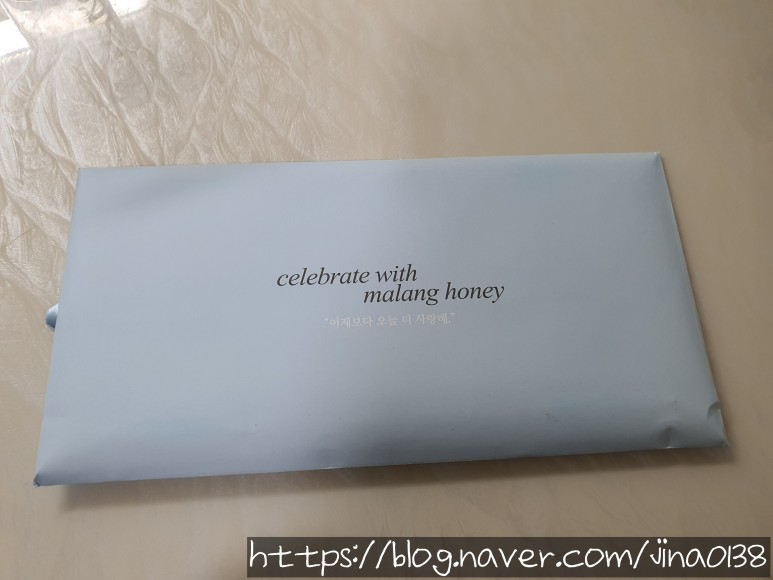 celebrate with
malang honey
"어제보다 오늘 더 사랑해."
https://blog.naver.com/jina0138